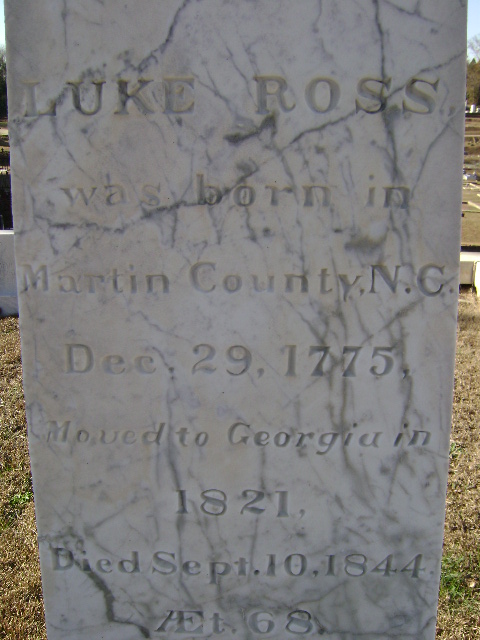 LUKE ROSS
was born in
Martin County, N.C.
Dec. 29, 1775,
Moved to Georgia in
1821,
Died Sept. 10, 1844.
Æt. 68.